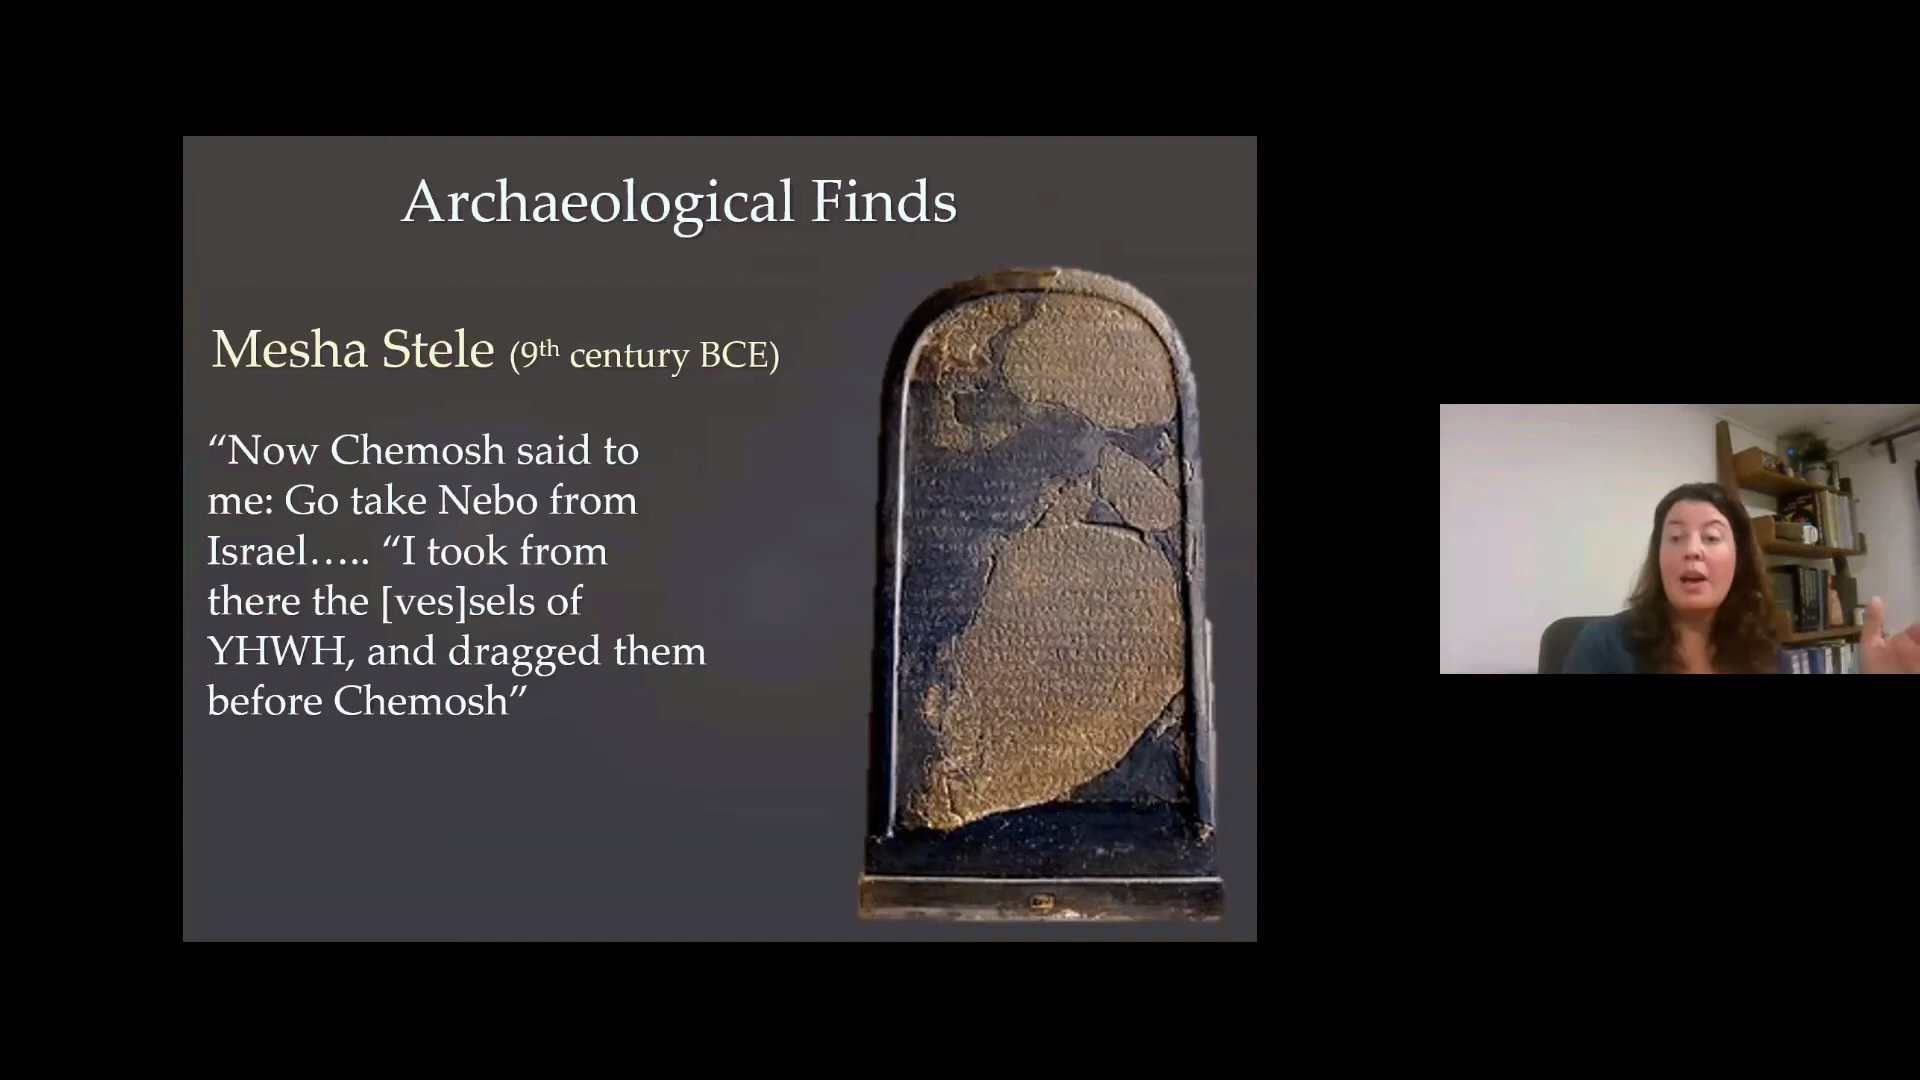 Archaeological Finds
Mesha Stele (9th century BCE)
“Now Chemosh said to
me: Go take Nebo from
Israel….. “I took from
there the [ves]sels of
YHWH, and dragged them
before Chemosh”